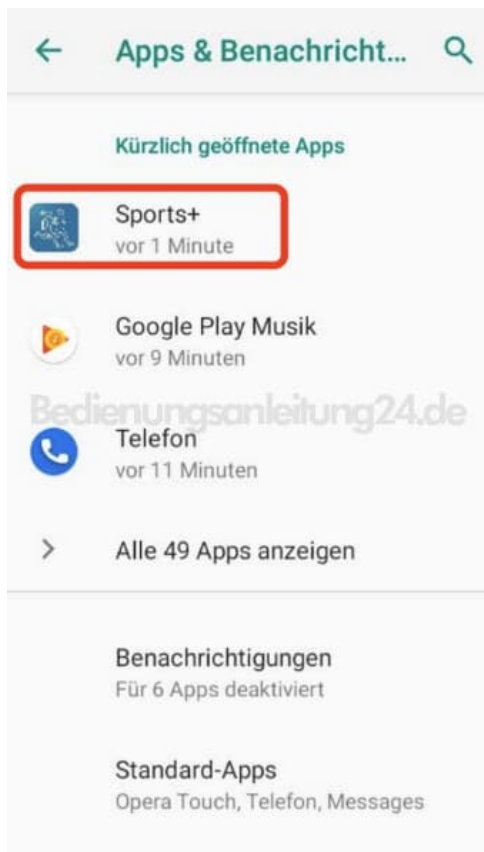 Apps & Benachricht...
Kürzlich geöffnete Apps
Sports+
vor 1 Minute
Google Play Musik
vor 9 Minuten
Bedienungsanleitung24.de
Telefon
vor 11 Minuten
Alle 49 Apps anzeigen
Benachrichtigungen
Für 6 Apps deaktiviert
Standard-Apps
Opera Touch, Telefon, Messages